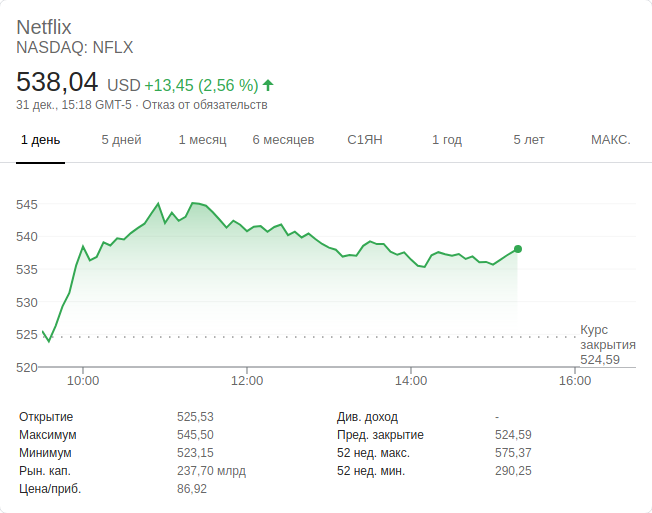 Netflix
NASDAQ: NFLX
538,04 USD +13,45 (2,56 %)
31 дек., 15:18 GMT-5 · Отказ от обязательств
1 день 5 дней 1 месяц 6 месяцев С1ЯН 1 год 5 лет МАКС.
545
540
535
530
525
520
Курс
закрытия
524,59
10:00 12:00 14:00 16:00
Открытие 525,53 Див. доход -
Максимум 545,50 Пред. закрытие 524,59
Минимум 523,15 52 нед. макс. 575,37
Рын. кап. 237,70 млрд 52 нед. мин. 290,25
Цена/приб. 86,92